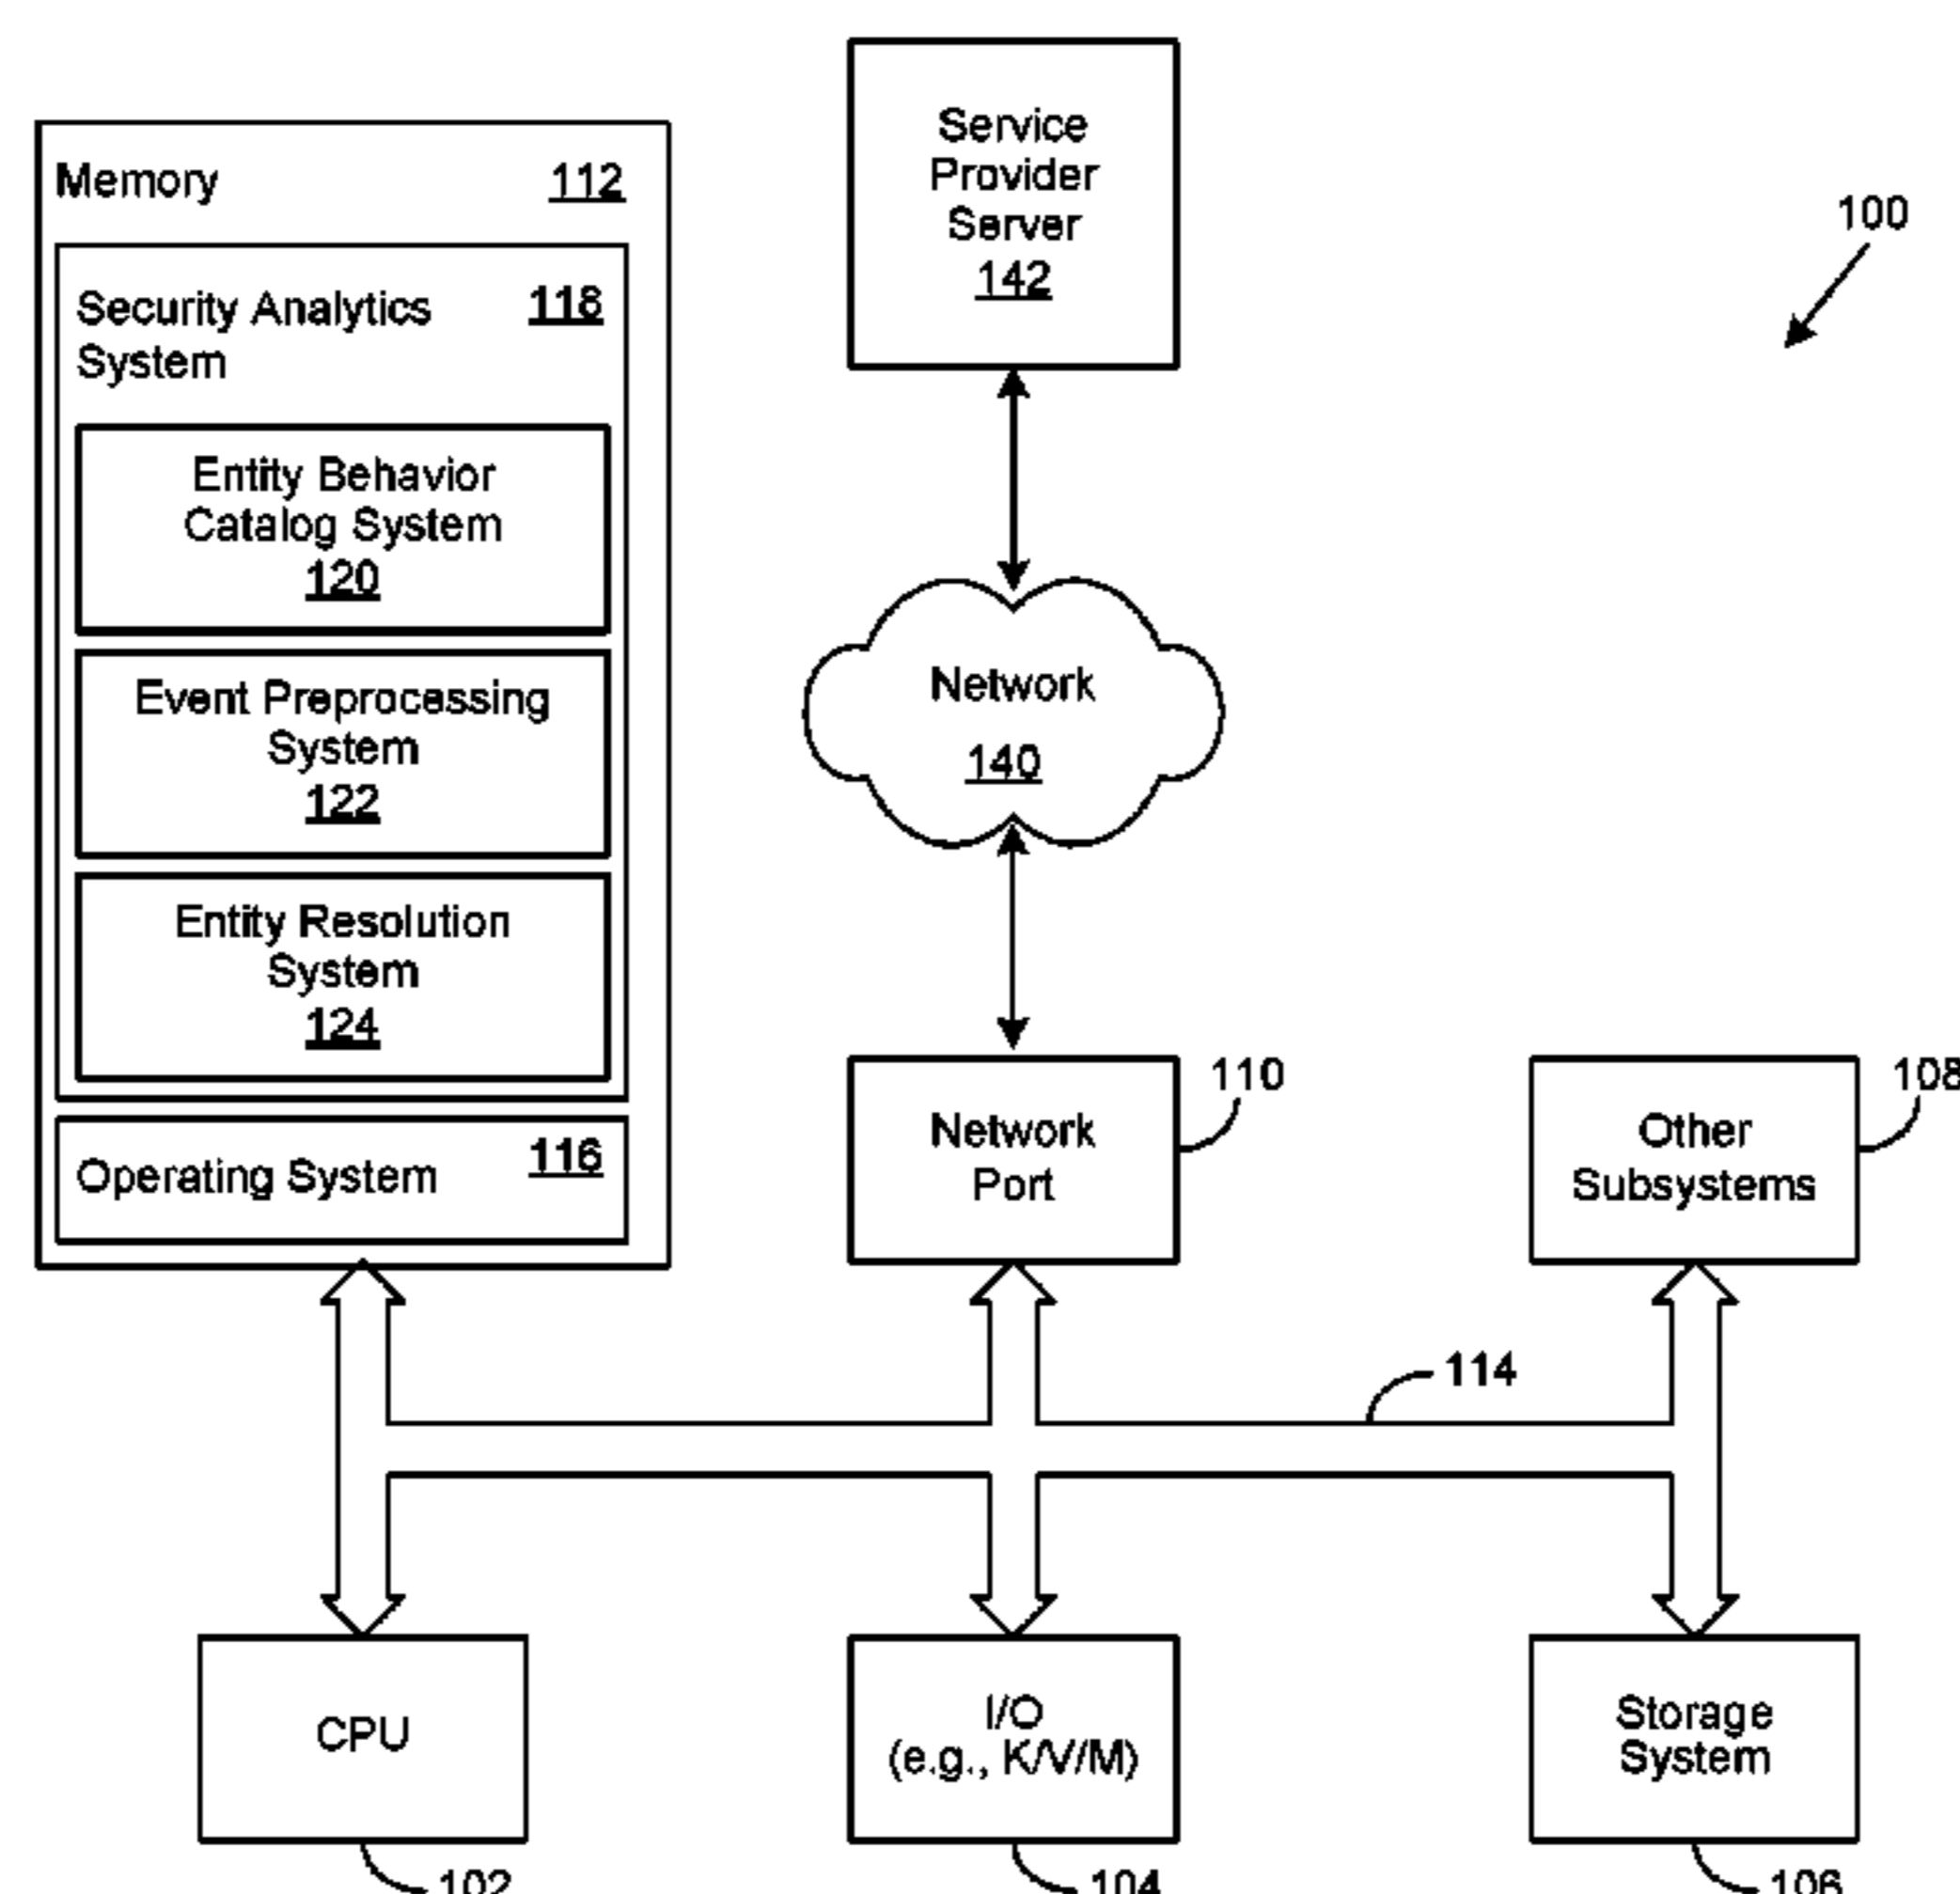 Service
Provider
Server
142
100
Memory 112
Security Analytics 118
System
Entity Behavior
Catalog System
120
Event Preprocessing
System
122
Entity Resolution
System
124
Operating System 116
Network
140
Network
Port
110
Other
Subsystems
108
114
CPU
102
I/O
(e.g., K/V/M)
104
Storage
System
106